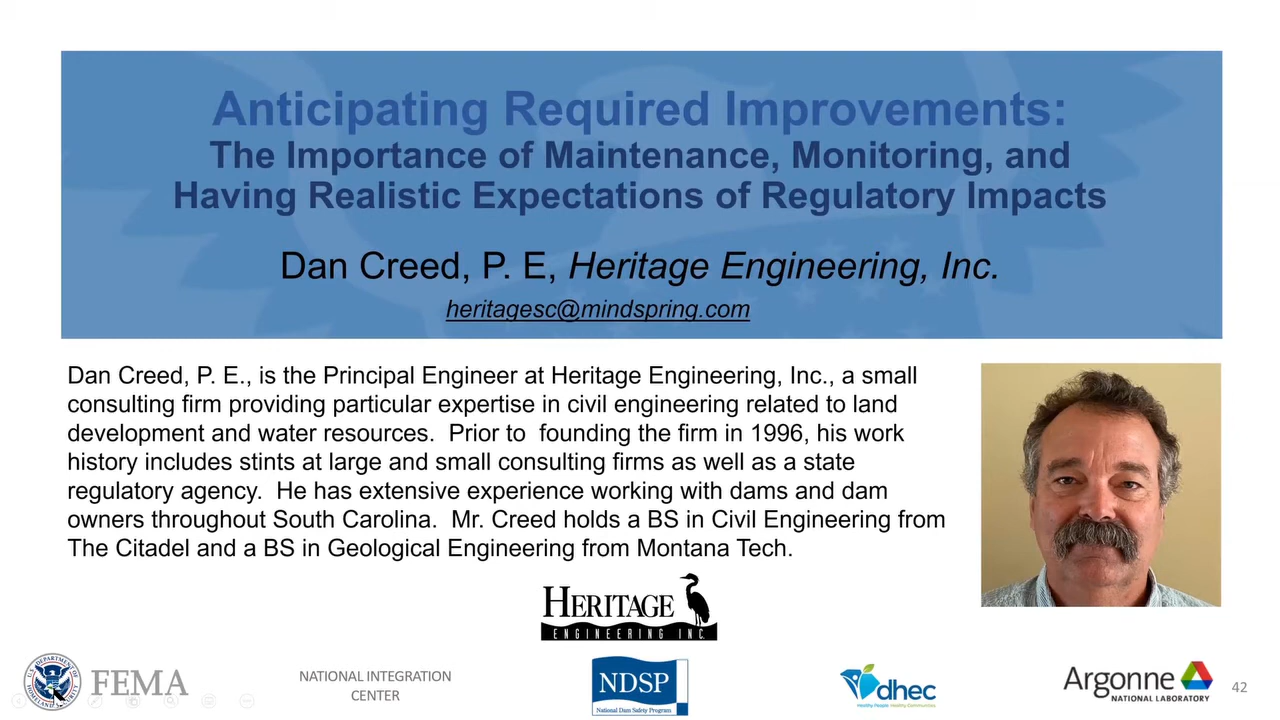 Anticipating Required Improvements:
The Importance of Maintenance, Monitoring, and
Having Realistic Expectations of Regulatory Impacts
Dan Creed, P. E, Heritage Engineering, Inc.
heritagesc@mindspring.com
Dan Creed, P. E., is the Principal Engineer at Heritage Engineering, Inc., a small
consulting firm providing particular expertise in civil engineering related to land
development and water resources.  Prior to  founding the firm in 1996, his work
history includes stints at large and small consulting firms as well as a state
regulatory agency.  He has extensive experience working with dams and dam
owners throughout South Carolina.  Mr. Creed holds a BS in Civil Engineering from
The Citadel and a BS in Geological Engineering from Montana Tech.
HERITAGE
ENGINEERING INC.
FEMA
NATIONAL INTEGRATION
CENTER
NDSP
National Dam Safety Program
dhec
Healthy People Healthy Communities
Argonne
NATIONAL LABORATORY
42